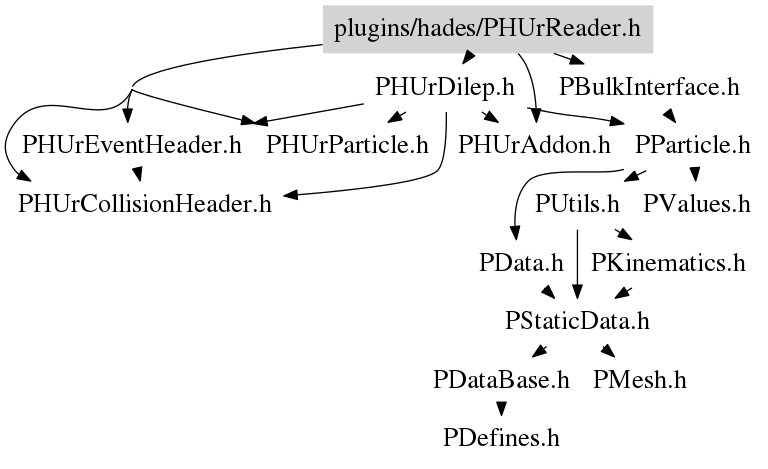 plugins/hades/PHUrReader.h
PHUrDilep.h
PBulkInterface.h
PHUrEventHeader.h
PHUrParticle.h
PHUrAddon.h
PParticle.h
PHUrCollisionHeader.h
PUtils.h
PValues.h
PData.h
PKinematics.h
PStaticData.h
PDataBase.h
PMesh.h
PDefines.h